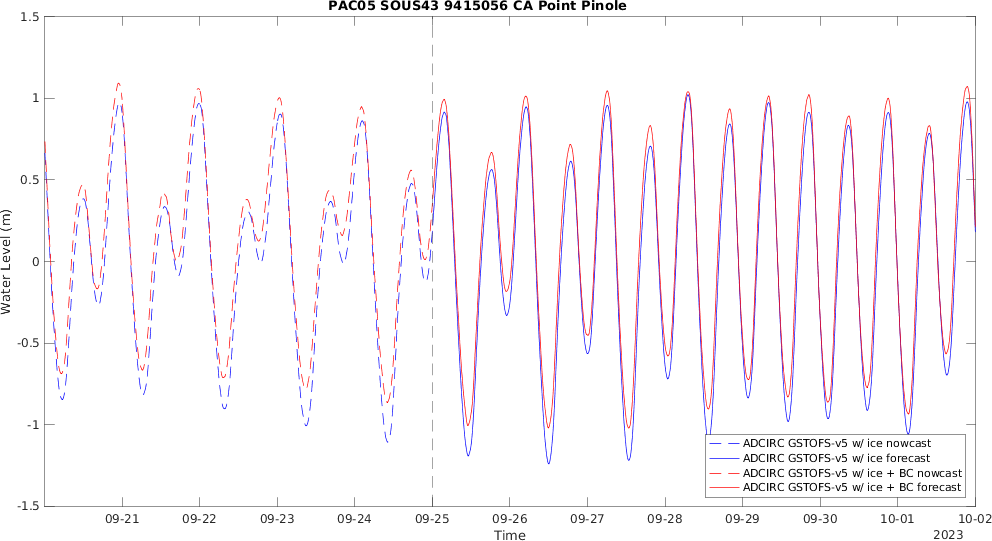 PAC05 SOUS43 9415056 CA Point Pinole
Water Level (m)
1.5
1
0.5
0
-0.5
-1
-1.5
ADCIRC GSTOFS-v5 w/ ice nowcast
ADCIRC GSTOFS-v5 w/ ice forecast
ADCIRC GSTOFS-v5 w/ ice + BC nowcast
ADCIRC GSTOFS-v5 w/ ice + BC forecast
09-21 09-22 09-23 09-24 09-25 09-26 09-27 09-28 09-29 09-30 10-01 10-02
Time
2023